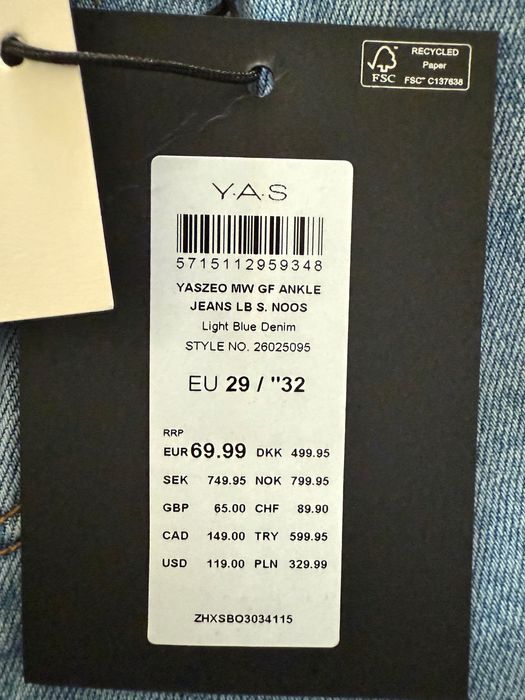 RECYCLED
Paper
FSC™ C137638
FSC
Y.A.S
5715112959348
YASZEO MW GF ANKLE
JEANS LB S. NOOS
Light Blue Denim
STYLE NO. 26025095
EU 29 / "32
RRP
EUR 69.99 DKK 499.95
SEK 749.95 NOK 799.95
GBP 65.00 CHF 89.90
CAD 149.00 TRY 599.95
USD 119.00 PLN 329.99
ZHXSBO3034115